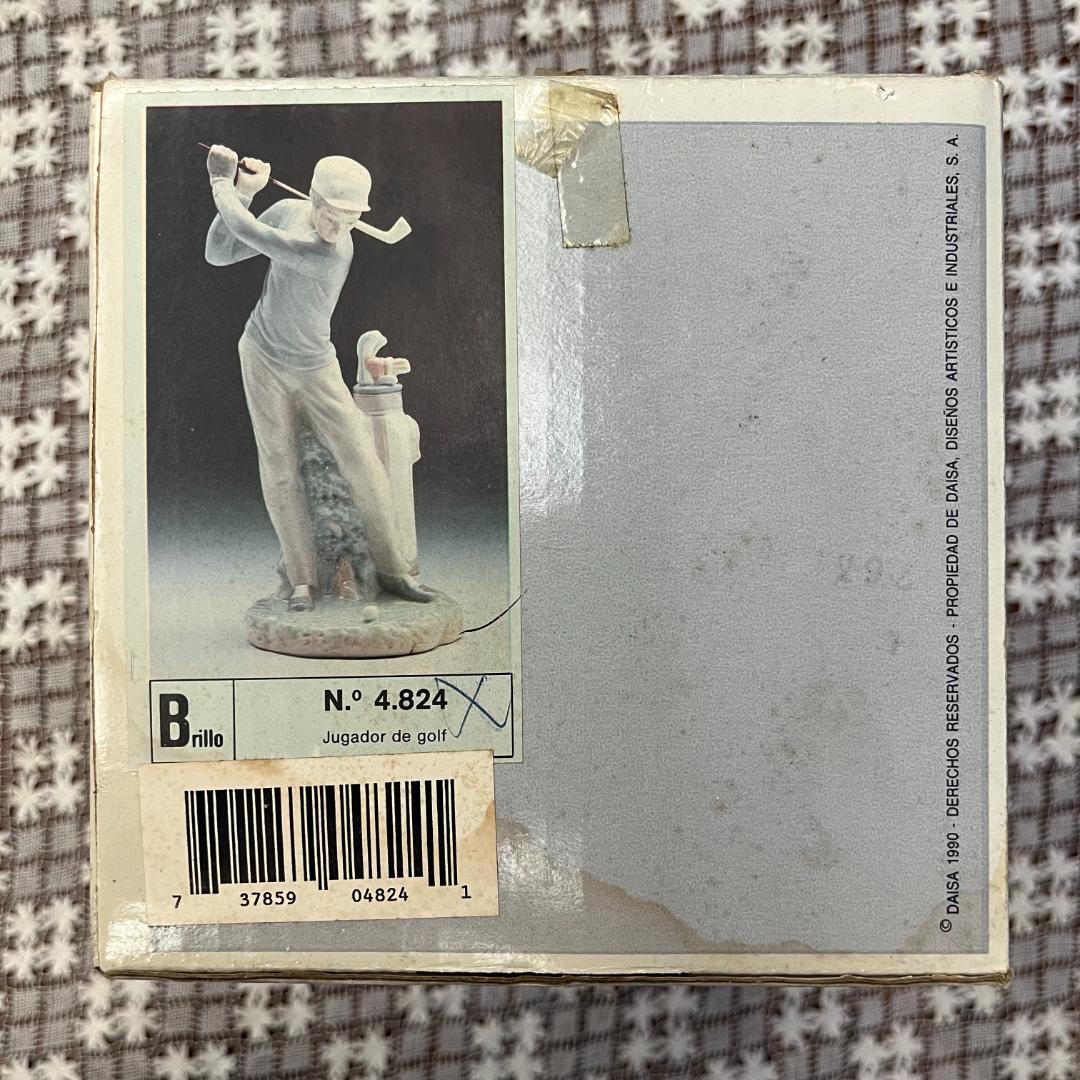 Brillo
N.º 4.824
Jugador de golf
7 37859 04824 1
© DAISA 1990 - DERECHOS RESERVADOS - PROPIEDAD DE DAISA, DISEÑOS ARTISTICOS E INDUSTRIALES, S. A.